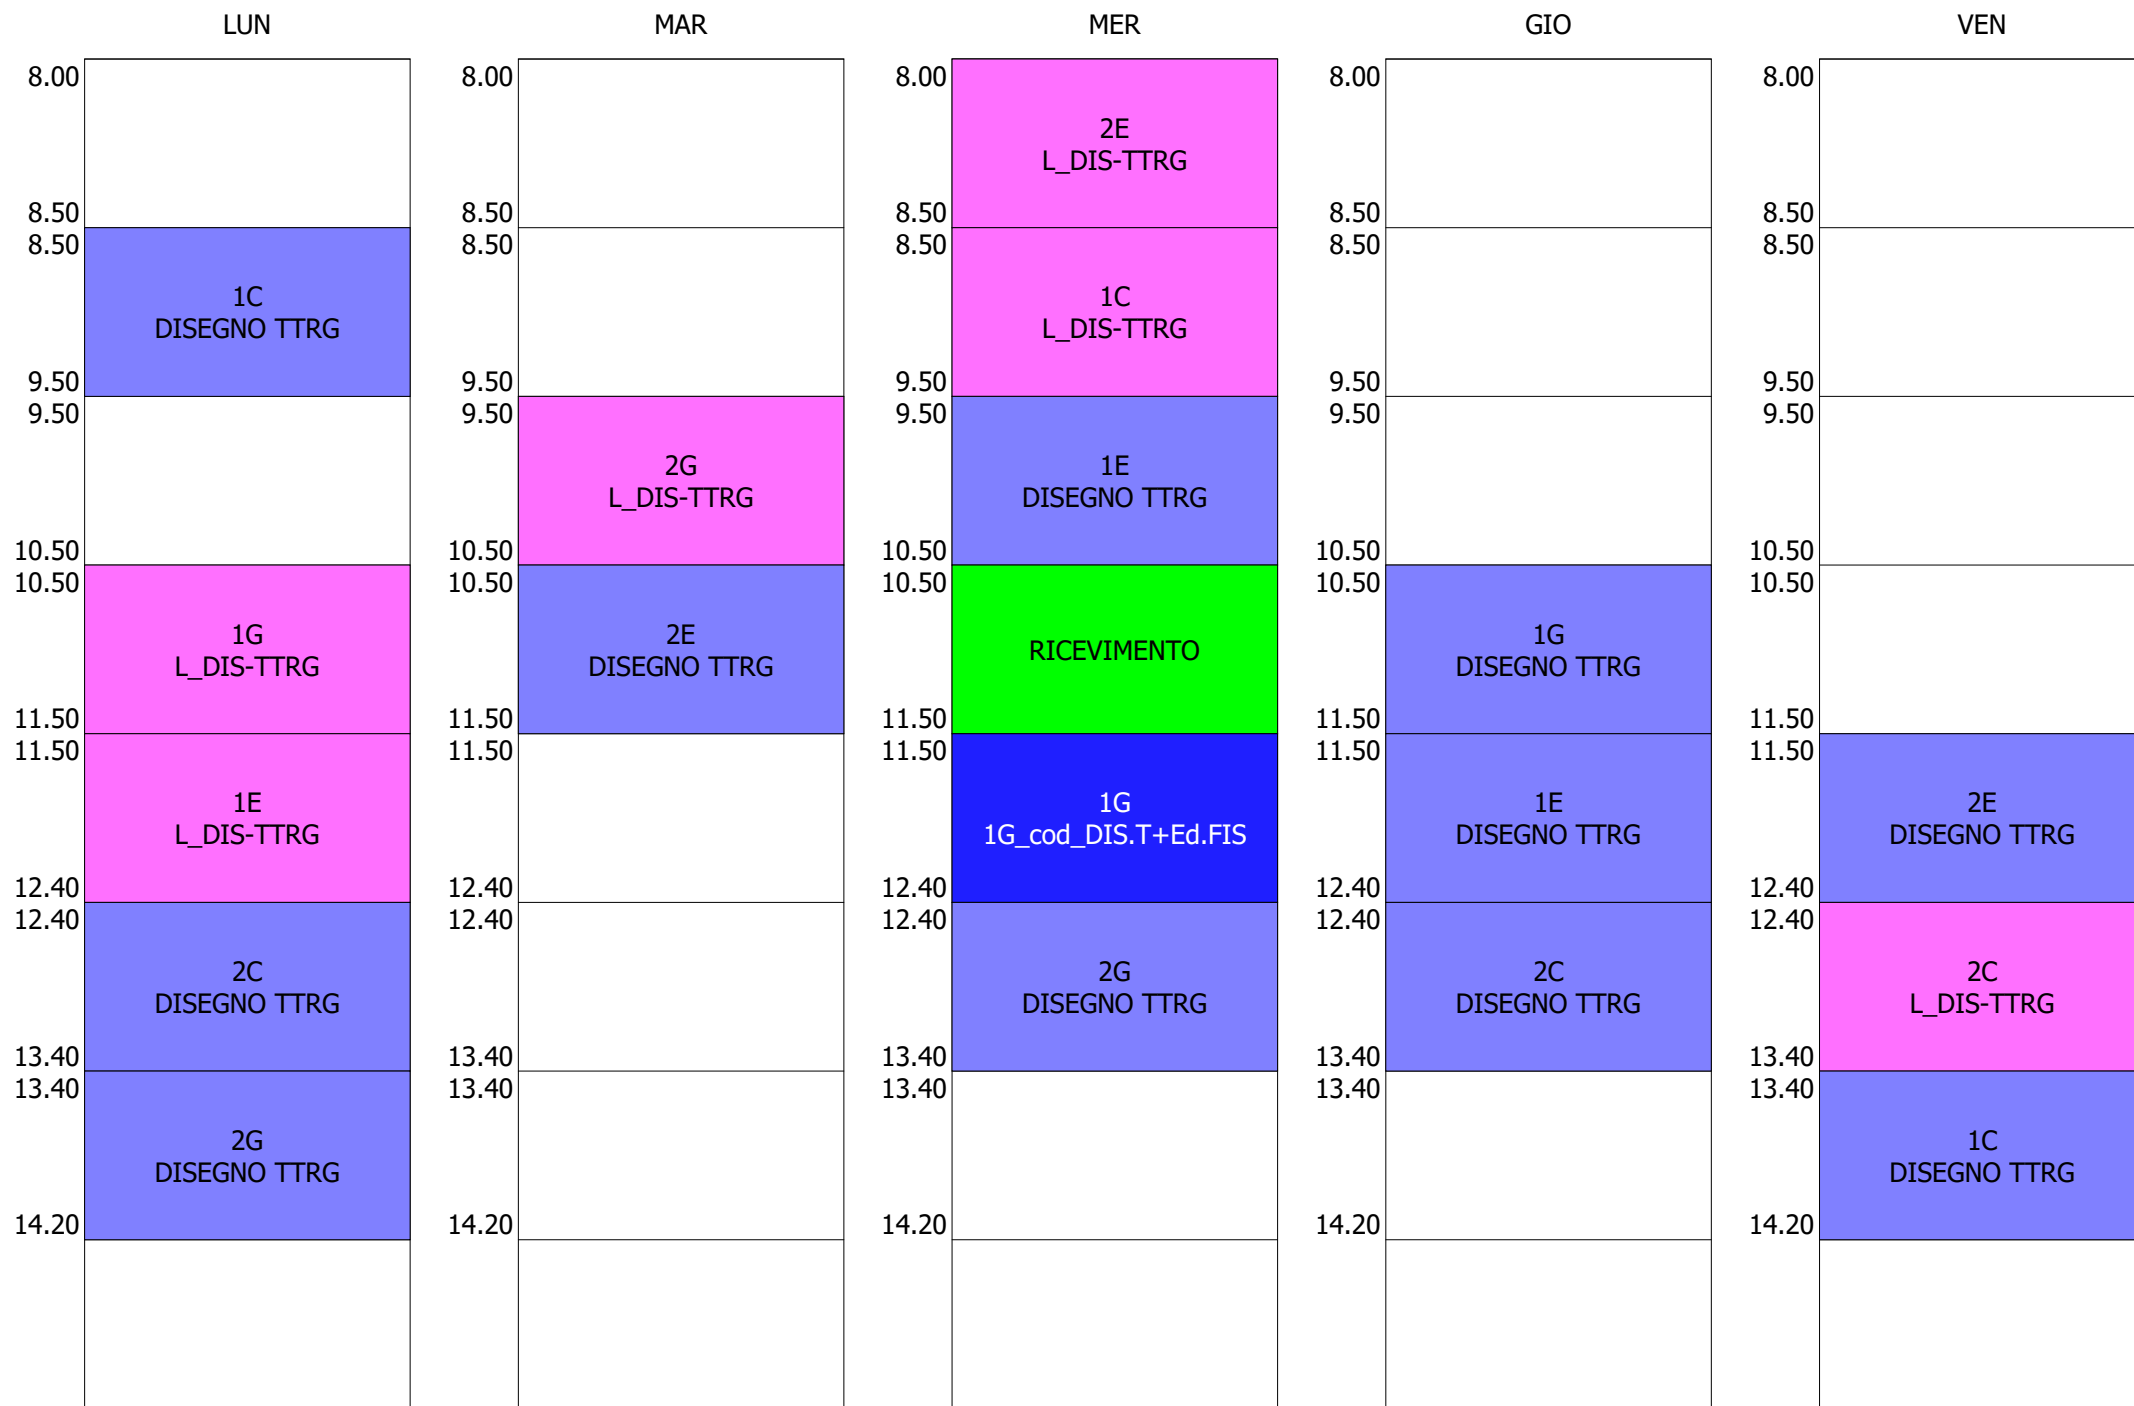 LUN
MAR
MER
GIO
VEN
8.00
8.00
8.00
8.00
8.00
2E
L_DIS-TTRG
8.50
8.50
8.50
8.50
8.50
8.50
8.50
8.50
8.50
8.50
1C
DISEGNO TTRG
1C
L_DIS-TTRG
9.50
9.50
9.50
9.50
9.50
9.50
9.50
9.50
9.50
9.50
2G
L_DIS-TTRG
1E
DISEGNO TTRG
10.50
10.50
10.50
10.50
10.50
10.50
10.50
10.50
10.50
10.50
1G
L_DIS-TTRG
2E
DISEGNO TTRG
RICEVIMENTO
1G
DISEGNO TTRG
11.50
11.50
11.50
11.50
11.50
11.50
11.50
11.50
11.50
11.50
1E
L_DIS-TTRG
1G
1G_cod_DIS.T+Ed.FIS
1E
DISEGNO TTRG
2E
DISEGNO TTRG
12.40
12.40
12.40
12.40
12.40
12.40
12.40
12.40
12.40
12.40
2C
DISEGNO TTRG
2G
DISEGNO TTRG
2C
DISEGNO TTRG
2C
L_DIS-TTRG
13.40
13.40
13.40
13.40
13.40
13.40
13.40
13.40
13.40
13.40
2G
DISEGNO TTRG
1C
DISEGNO TTRG
14.20
14.20
14.20
14.20
14.20